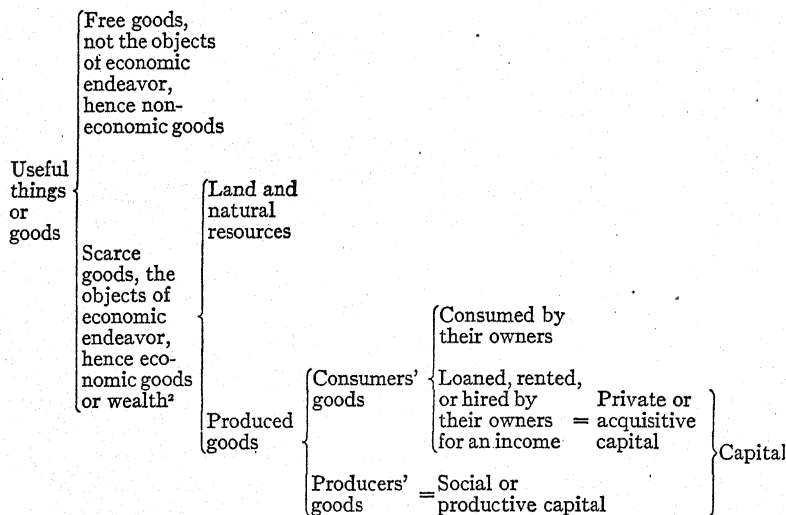 Free goods,
not the objects
of economic
endeavor,
hence non-
economic goods
Useful
things
or
goods
Scarce
goods, the
objects of
economic
endeavor,
hence eco-
nomic goods
or wealth²
Land and
natural
resources
Produced
goods
Consumers'
goods
Consumed by
their owners
Loaned, rented,
or hired by
their owners
for an income
= Private or
acquisitive
capital
Producers'
goods
= Social or
productive capital
Capital